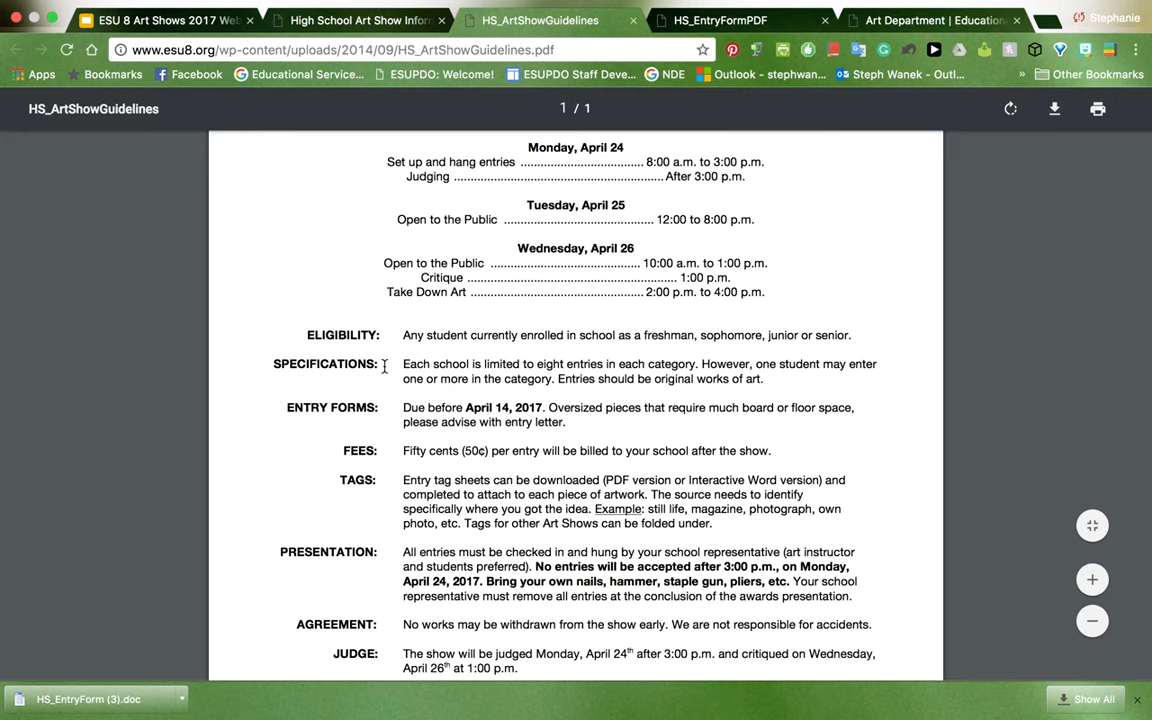 ESU 8 Art Shows 2017 Web
High School Art Show Inform
HS_ArtShowGuidelines
HS_EntryFormPDF
Art Department | Educationa
Stephanie
www.esu8.org/wp-content/uploads/2014/09/HS_ArtShowGuidelines.pdf
Apps
Bookmarks
Facebook
Educational Service...
ESUPDO: Welcome!
ESUPDO Staff Deve...
NDE
Outlook - stephwan...
Steph Wanek - Outl...
»
Other Bookmarks
HS_ArtShowGuidelines
1 / 1
Monday, April 24
Set up and hang entries ..................................... 8:00 a.m. to 3:00 p.m.
Judging ............................................................... After 3:00 p.m.
Tuesday, April 25
Open to the Public ............................................. 12:00 to 8:00 p.m.
Wednesday, April 26
Open to the Public ............................................. 10:00 a.m. to 1:00 p.m.
Critique ............................................................... 1:00 p.m.
Take Down Art .................................................... 2:00 p.m. to 4:00 p.m.
ELIGIBILITY: Any student currently enrolled in school as a freshman, sophomore, junior or senior.
SPECIFICATIONS: Each school is limited to eight entries in each category. However, one student may enter
one or more in the category. Entries should be original works of art.
ENTRY FORMS: Due before April 14, 2017. Oversized pieces that require much board or floor space,
please advise with entry letter.
FEES: Fifty cents (50¢) per entry will be billed to your school after the show.
TAGS: Entry tag sheets can be downloaded (PDF version or Interactive Word version) and
completed to attach to each piece of artwork. The source needs to identify
specifically where you got the idea. Example: still life, magazine, photograph, own
photo, etc. Tags for other Art Shows can be folded under.
PRESENTATION: All entries must be checked in and hung by your school representative (art instructor
and students preferred). No entries will be accepted after 3:00 p.m., on Monday,
April 24, 2017. Bring your own nails, hammer, staple gun, pliers, etc. Your school
representative must remove all entries at the conclusion of the awards presentation.
AGREEMENT: No works may be withdrawn from the show early. We are not responsible for accidents.
JUDGE: The show will be judged Monday, April 24th after 3:00 p.m. and critiqued on Wednesday,
April 26th at 1:00 p.m.
HS_EntryForm (3).doc
Show All